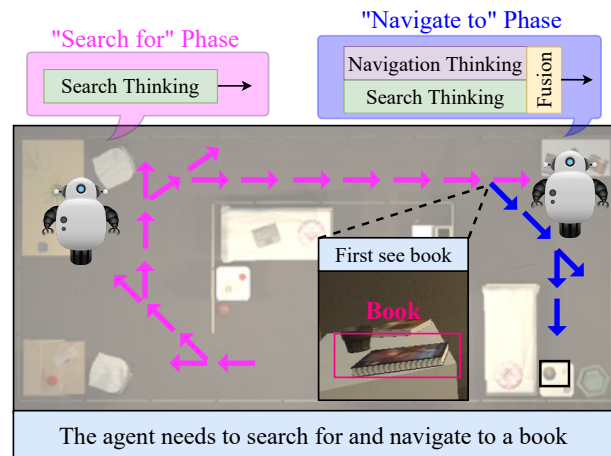 "Search for" Phase
"Navigate to" Phase
Search Thinking
Navigation Thinking
Search Thinking
Fusion
First see book
Book
The agent needs to search for and navigate to a book